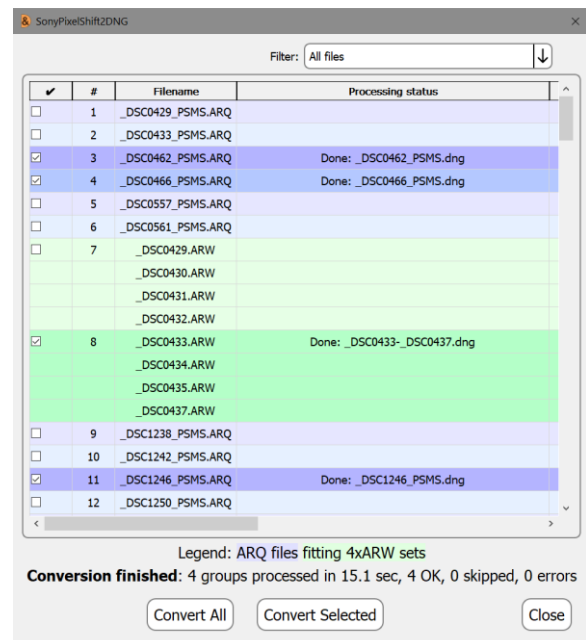 SonyPixelShift2DNG
Filter: All files
✔ # Filename Processing status
1 _DSC0429_PSMS.ARQ
2 _DSC0433_PSMS.ARQ
3 _DSC0462_PSMS.ARQ Done: _DSC0462_PSMS.dng
4 _DSC0466_PSMS.ARQ Done: _DSC0466_PSMS.dng
5 _DSC0557_PSMS.ARQ
6 _DSC0561_PSMS.ARQ
7 _DSC0429.ARW
_DSC0430.ARW
_DSC0431.ARW
_DSC0432.ARW
8 _DSC0433.ARW Done: _DSC0433-_DSC0437.dng
_DSC0434.ARW
_DSC0435.ARW
_DSC0437.ARW
9 _DSC1238_PSMS.ARQ
10 _DSC1242_PSMS.ARQ
11 _DSC1246_PSMS.ARQ Done: _DSC1246_PSMS.dng
12 _DSC1250_PSMS.ARQ
Legend: ARQ files fitting 4xARW sets
Conversion finished: 4 groups processed in 15.1 sec, 4 OK, 0 skipped, 0 errors
Convert All Convert Selected Close